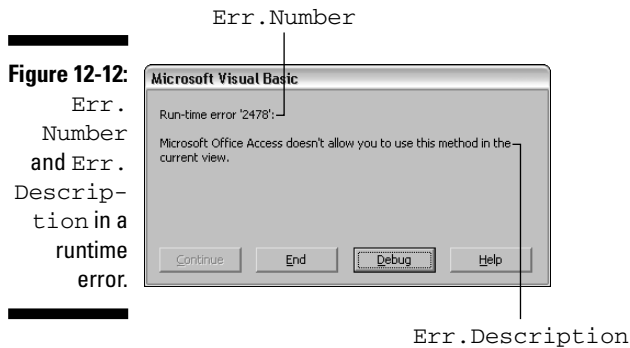 Err.Number
Figure 12-12:
Err.
Number
and Err.
Descrip-
tion in a
runtime
error.
Microsoft Visual Basic
Run-time error '2478':
Microsoft Office Access doesn't allow you to use this method in the
current view.
Continue
End
Debug
Help
Err.Description